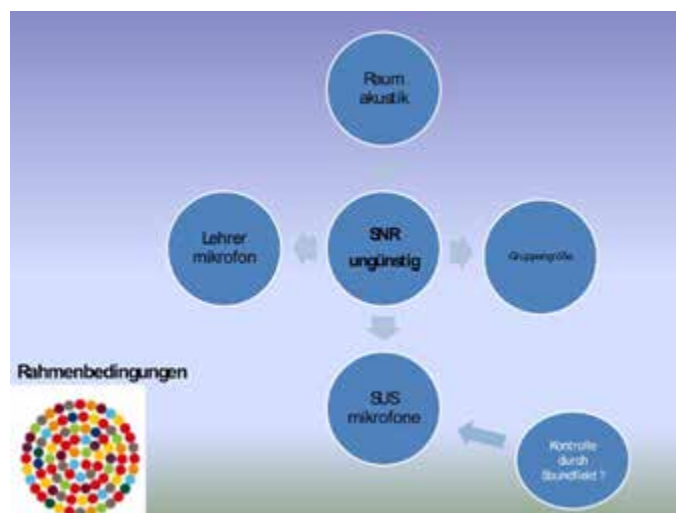 Raum
akustik
Lehrer
mikrofon
SNR
ungünstig
Gruppengröße
Rahmenbedingungen
SUS
mikrofone
Kontrolle
durch
Soundfield ?